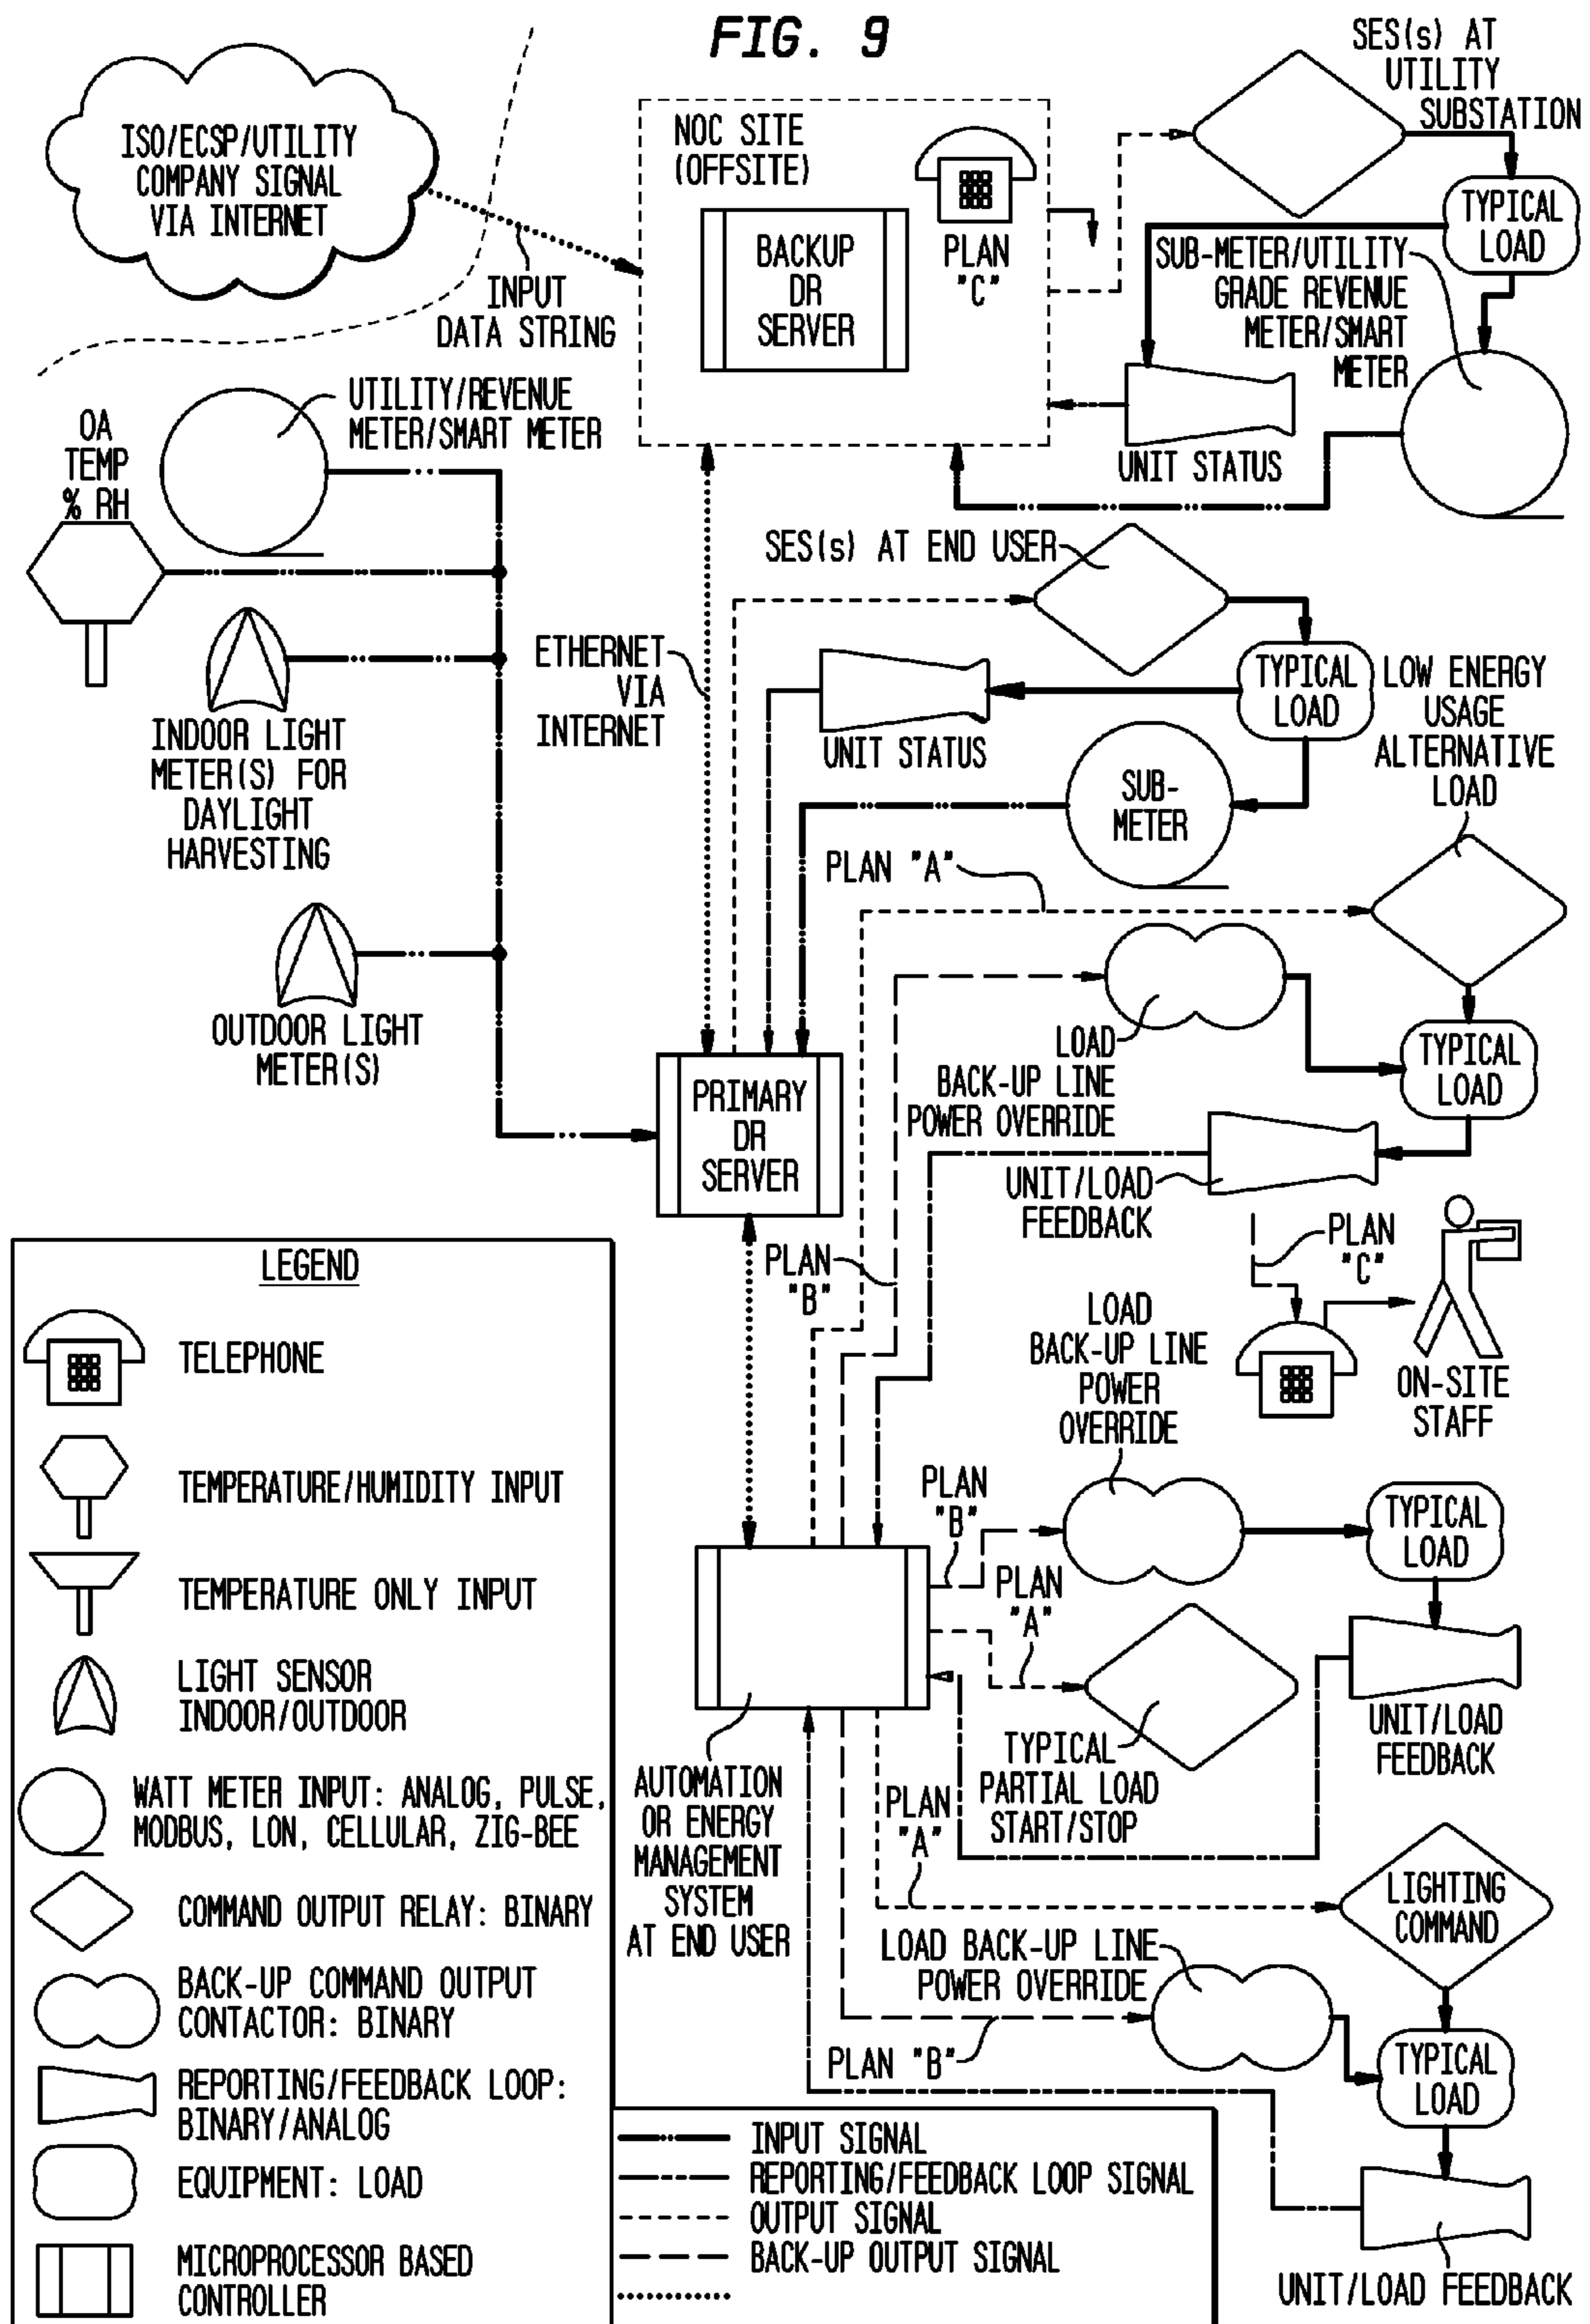 FIG. 9
ISO/ECSP/UTILITY
COMPANY SIGNAL
VIA INTERNET
INPUT
DATA STRING
NOC SITE
(OFFSITE)
BACKUP
DR
SERVER
PLAN
"C"
SES(s) AT
UTILITY
SUBSTATION
TYPICAL
LOAD
SUB-METER/UTILITY
GRADE REVENUE
METER/SMART
METER
UNIT STATUS
UTILITY/REVENUE
METER/SMART METER
OA
TEMP
% RH
INDOOR LIGHT
METER(S) FOR
DAYLIGHT
HARVESTING
OUTDOOR LIGHT
METER(S)
ETHERNET
VIA
INTERNET
SES(s) AT END USER
TYPICAL
LOAD
UNIT STATUS
SUB-
METER
LOW ENERGY
USAGE
ALTERNATIVE
LOAD
PLAN "A"
LOAD
BACK-UP LINE
POWER OVERRIDE
TYPICAL
LOAD
UNIT/LOAD
FEEDBACK
PRIMARY
DR
SERVER
PLAN
"B"
PLAN
"C"
ON-SITE
STAFF
LOAD
BACK-UP LINE
POWER
OVERRIDE
PLAN
"B"
TYPICAL
LOAD
PLAN
"A"
TYPICAL
PARTIAL LOAD
START/STOP
UNIT/LOAD
FEEDBACK
AUTOMATION
OR ENERGY
MANAGEMENT
SYSTEM
AT END USER
PLAN
"A"
LIGHTING
COMMAND
LOAD BACK-UP LINE
POWER OVERRIDE
PLAN "B"
TYPICAL
LOAD
UNIT/LOAD FEEDBACK
LEGEND
TELEPHONE
TEMPERATURE/HUMIDITY INPUT
TEMPERATURE ONLY INPUT
LIGHT SENSOR
INDOOR/OUTDOOR
WATT METER INPUT: ANALOG, PULSE,
MODBUS, LON, CELLULAR, ZIG-BEE
COMMAND OUTPUT RELAY: BINARY
BACK-UP COMMAND OUTPUT
CONTACTOR: BINARY
REPORTING/FEEDBACK LOOP:
BINARY/ANALOG
EQUIPMENT: LOAD
MICROPROCESSOR BASED
CONTROLLER
INPUT SIGNAL
REPORTING/FEEDBACK LOOP SIGNAL
OUTPUT SIGNAL
BACK-UP OUTPUT SIGNAL